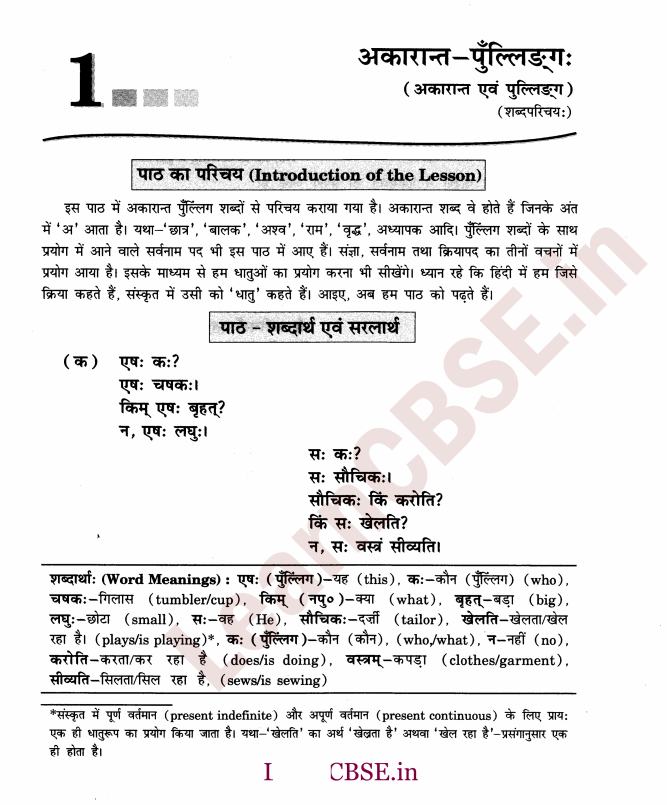 1
अकारान्त–पुँल्लिङ्गः
(अकारान्त एवं पुल्लिङ्ग)
(शब्दपरिचयः)
पाठ का परिचय (Introduction of the Lesson)
इस पाठ में अकारान्त पुँल्लिग शब्दों से परिचय कराया गया है। अकारान्त शब्द वे होते हैं जिनके अंत
में ‘अ’ आता है। यथा–‘छात्र’, ‘बालक’, ‘अश्व’, ‘राम’, ‘वृद्ध’, अध्यापक आदि। पुँल्लिग शब्दों के साथ
प्रयोग में आने वाले सर्वनाम पद भी इस पाठ में आए हैं। संज्ञा, सर्वनाम तथा क्रियापद का तीनों वचनों में
प्रयोग आया है। इसके माध्यम से हम धातुओं का प्रयोग करना भी सीखेंगे। ध्यान रहे कि हिंदी में हम जिसे
क्रिया कहते हैं, संस्कृत में उसी को ‘धातु’ कहते हैं। आइए, अब हम पाठ को पढ़ते हैं।
पाठ – शब्दार्थ एवं सरलार्थ
(क) एषः कः?
एषः चषकः।
किम् एषः बृहत्?
न, एषः लघुः।
सः कः?
सः सौचिकः।
सौचिकः किं करोति?
किं सः खेलति?
न, सः वस्त्रं सीव्यति।
शब्दार्थाः (Word Meanings) : एषः (पुँल्लिंग)–यह (this), कः–कौन (पुँल्लिंग) (who),
चषकः–गिलास (tumbler/cup), किम् (नपु०)–क्या (what), बृहत्–बड़ा (big),
लघुः–छोटा (small), सः–वह (He), सौचिकः–दर्ज़ी (tailor), खेलति–खेलता/खेल
रहा है। (plays/is playing)*, कः (पुँल्लिग)–कौन (कौन), (who,/what), न–नहीं (no),
करोति–करता/कर रहा है (does/is doing), वस्त्रम्–कपड़ा (clothes/garment),
सीव्यति–सिलता/सिल रहा है, (sews/is sewing)
*संस्कृत में पूर्ण वर्तमान (present indefinite) और अपूर्ण वर्तमान (present continuous) के लिए प्रायः
एक ही धातुरूप का प्रयोग किया जाता है। यथा–‘खेलति’ का अर्थ ‘खेलता है’ अथवा ‘खेल रहा है’–प्रसंगानुसार एक
ही होता है।
I CBSE.in
LearnCBSE.in